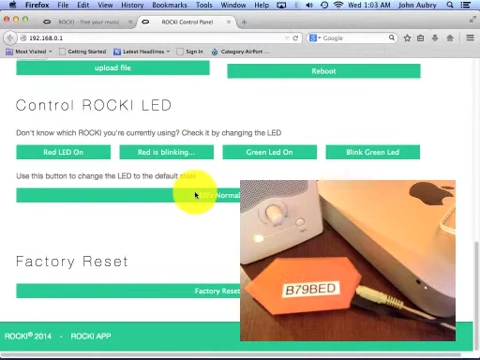 Firefox File Edit View History Bookmarks Tools Window Help Wed 1:03 AM John Aubry
ROCKI Control Panel
ROCKI - free your music
ROCKI Control Panel
192.168.0.1
Google
Most Visited Getting Started Latest Headlines Sign In Category:AirPort...
upload file
Reboot
Control ROCKI LED
Don't know which ROCKI you're currently using? Check it by changing the LED
Red LED On
Red is blinking...
Green Led On
Blink Green Led
Use this button to change the LED to the default state
Normal
B79BED
Factory Reset
Factory Reset
ROCKI® 2014 - ROCKI APP